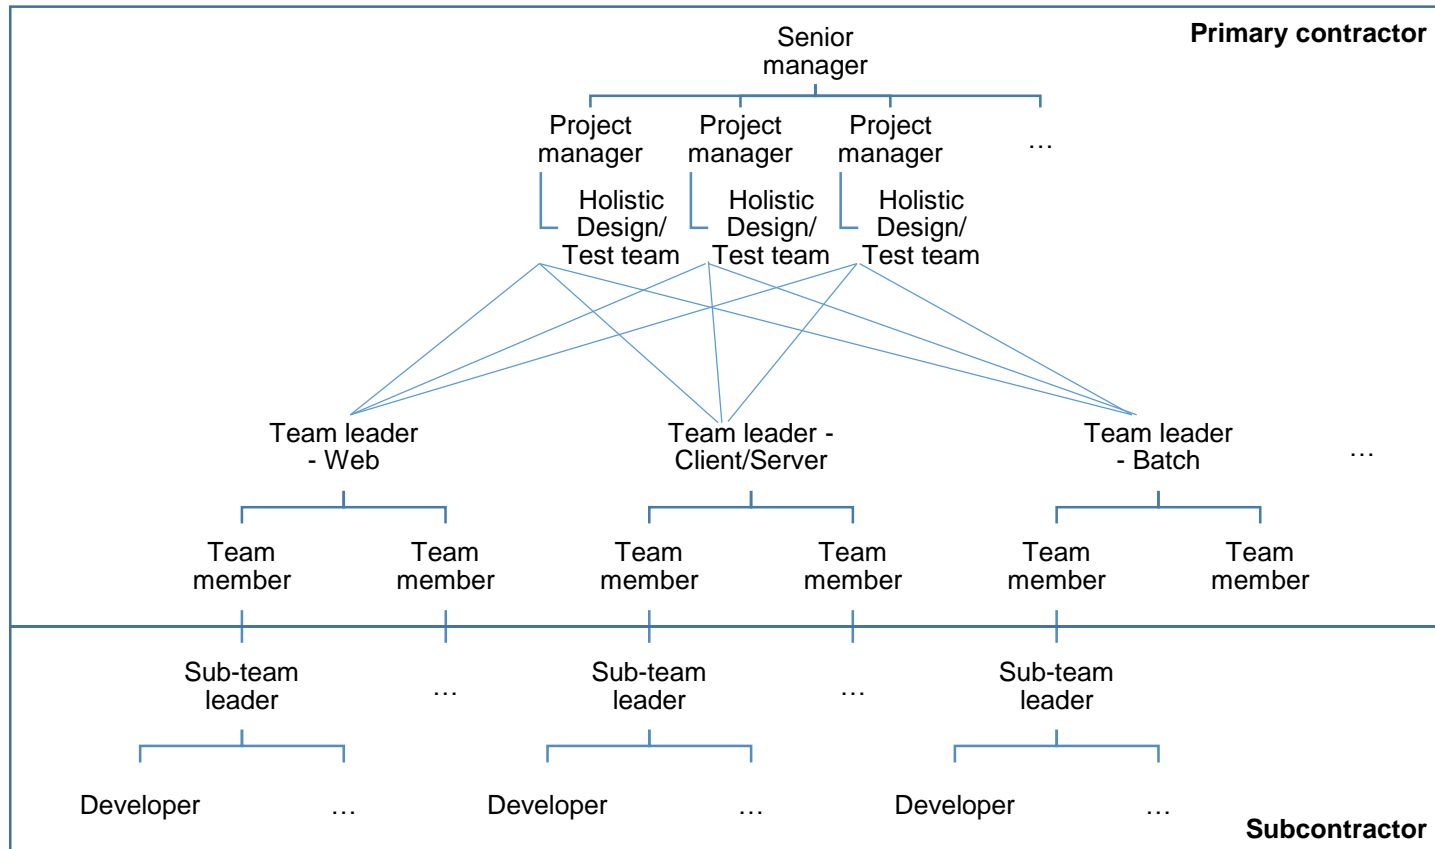 Primary contractor
Senior
manager
Project
manager
Project
manager
Project
manager
…
Holistic
Design/
Test team
Holistic
Design/
Test team
Holistic
Design/
Test team
Team leader
- Web
Team leader -
Client/Server
Team leader
- Batch
…
Team
member
Team
member
Team
member
Team
member
Team
member
Team
member
Sub-team
leader
…
Sub-team
leader
…
Sub-team
leader
Developer
…
Developer
…
Developer
…
Subcontractor